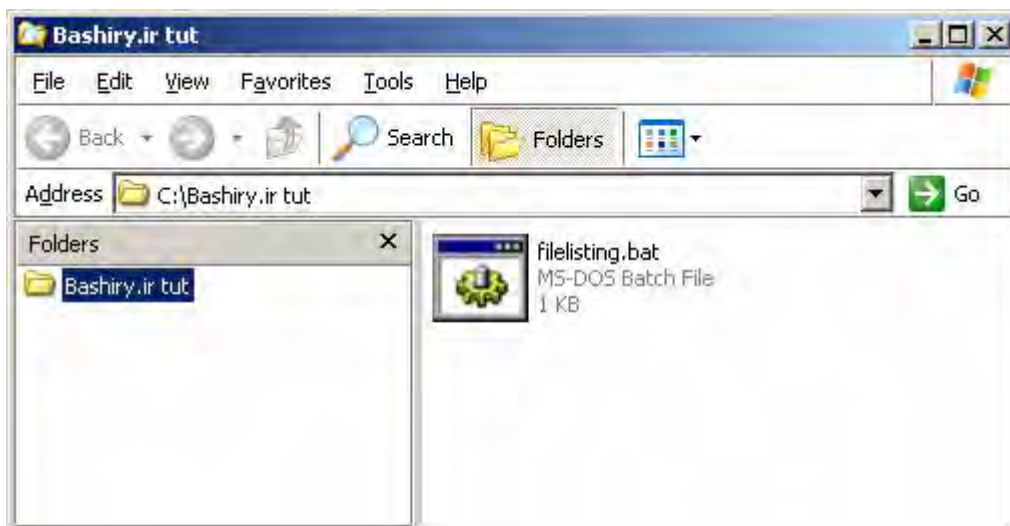 Bashiry.ir tut
File Edit View Favorites Tools Help
Back Search Folders
Address C:\Bashiry.ir tut Go
Folders
Bashiry.ir tut
filelisting.bat
MS-DOS Batch File
1 KB